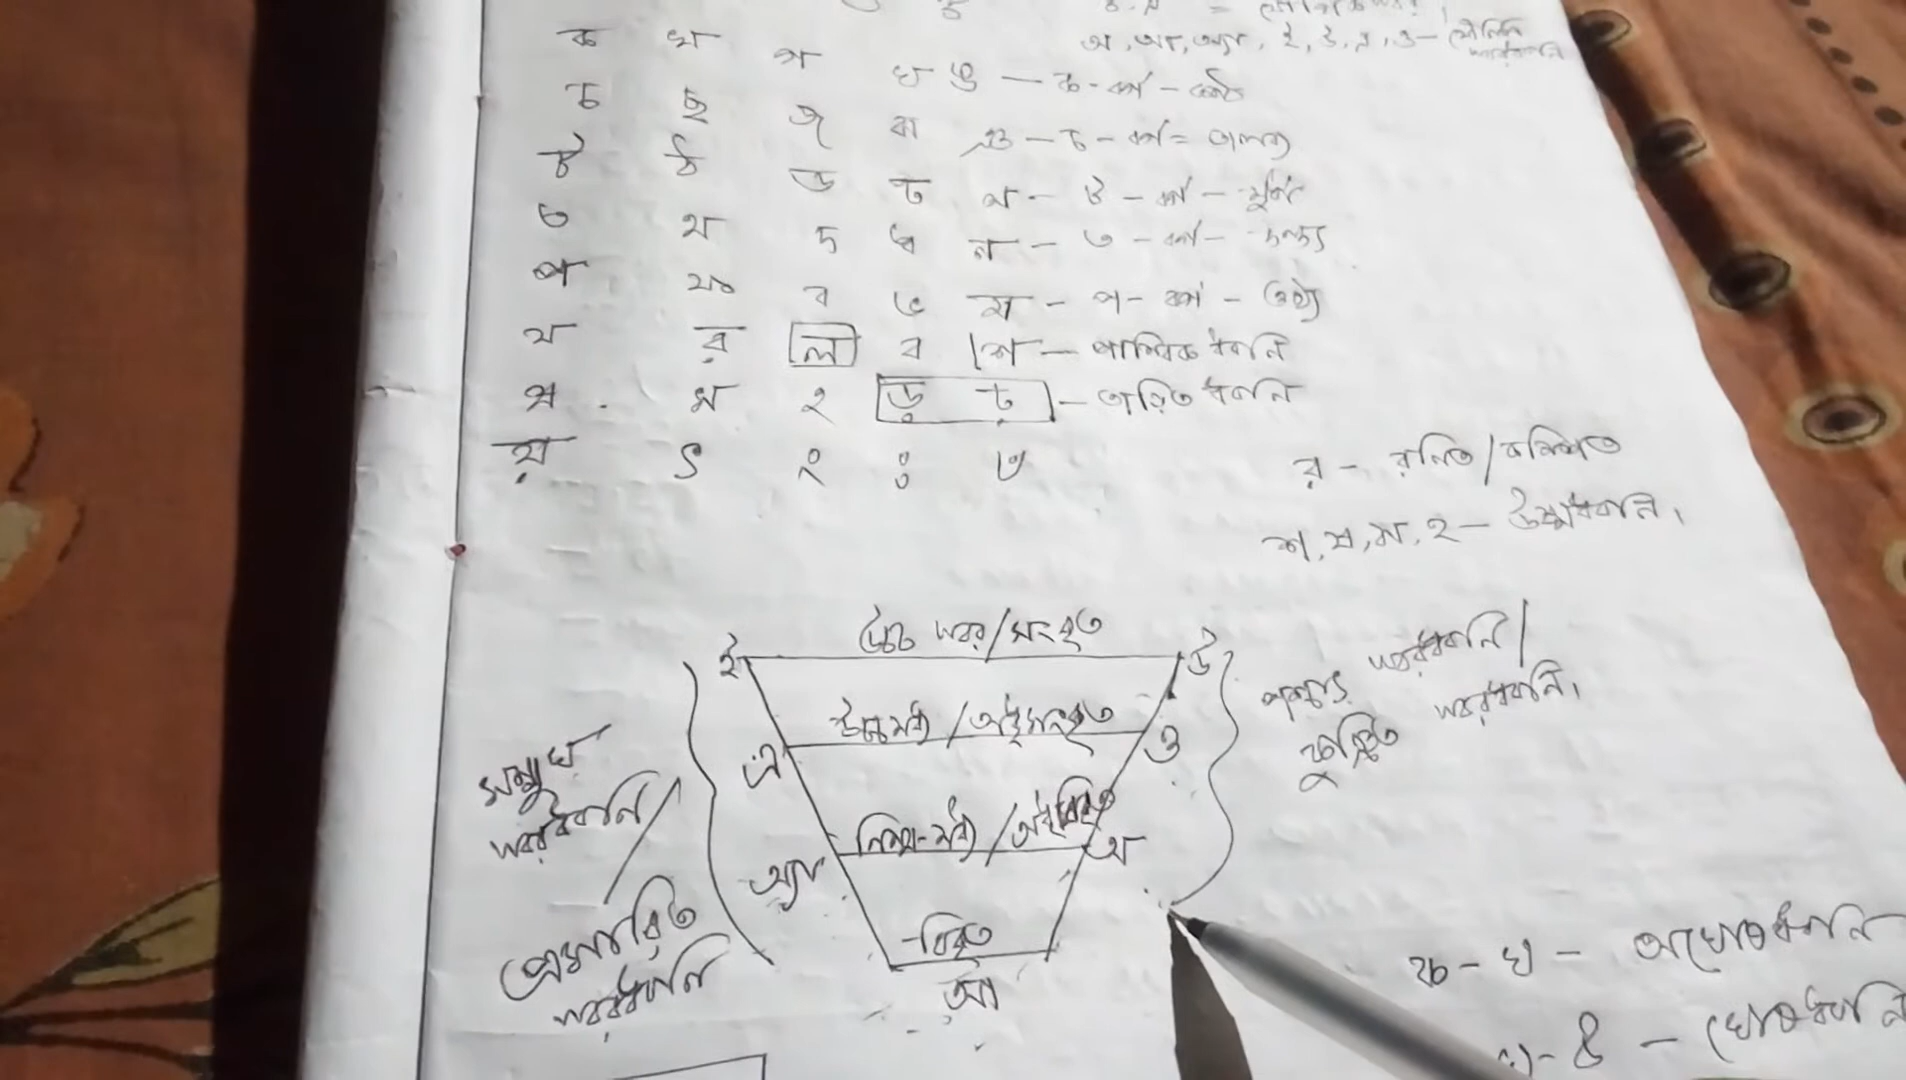 অ, আ, অ্যা, ই, উ, এ, ও - মৌলিক
স্বরধ্বনি
ক খ গ ঘ ঙ — ক - বর্গ - কণ্ঠ্য
চ ছ জ ঝ ঞ — চ - বর্গ = তালব্য
ট ঠ ড ঢ ণ - ট - বর্গ - মূর্ধন্য
ত থ দ ধ ন - ত - বর্গ - দন্ত্য
প ফ ব ভ ম - প - বর্গ - ওষ্ঠ্য
য র ল ব শ — পার্শ্বিক ধ্বনি
ষ স হ ড় ঢ় — তাড়িত ধ্বনি
য় ৎ ং ঃ ঁ
র - রণিত / কম্পিত
শ, ষ, স, হ — উষ্মধ্বনি।
উচ্চ স্বর / সংবৃত
ই উ
উচ্চমধ্য / অর্ধসংবৃত
এ ও
নিম্ন-মধ্য / অর্ধবিবৃত
অ্যা অ
বিবৃত
আ
সম্মুখ
স্বরধ্বনি /
প্রসারিত
স্বরধ্বনি
পশ্চাৎ স্বরধ্বনি /
কুঞ্চিত স্বরধ্বনি।
ক - খ - অঘোষধ্বনি
ঘোষধ্বনি